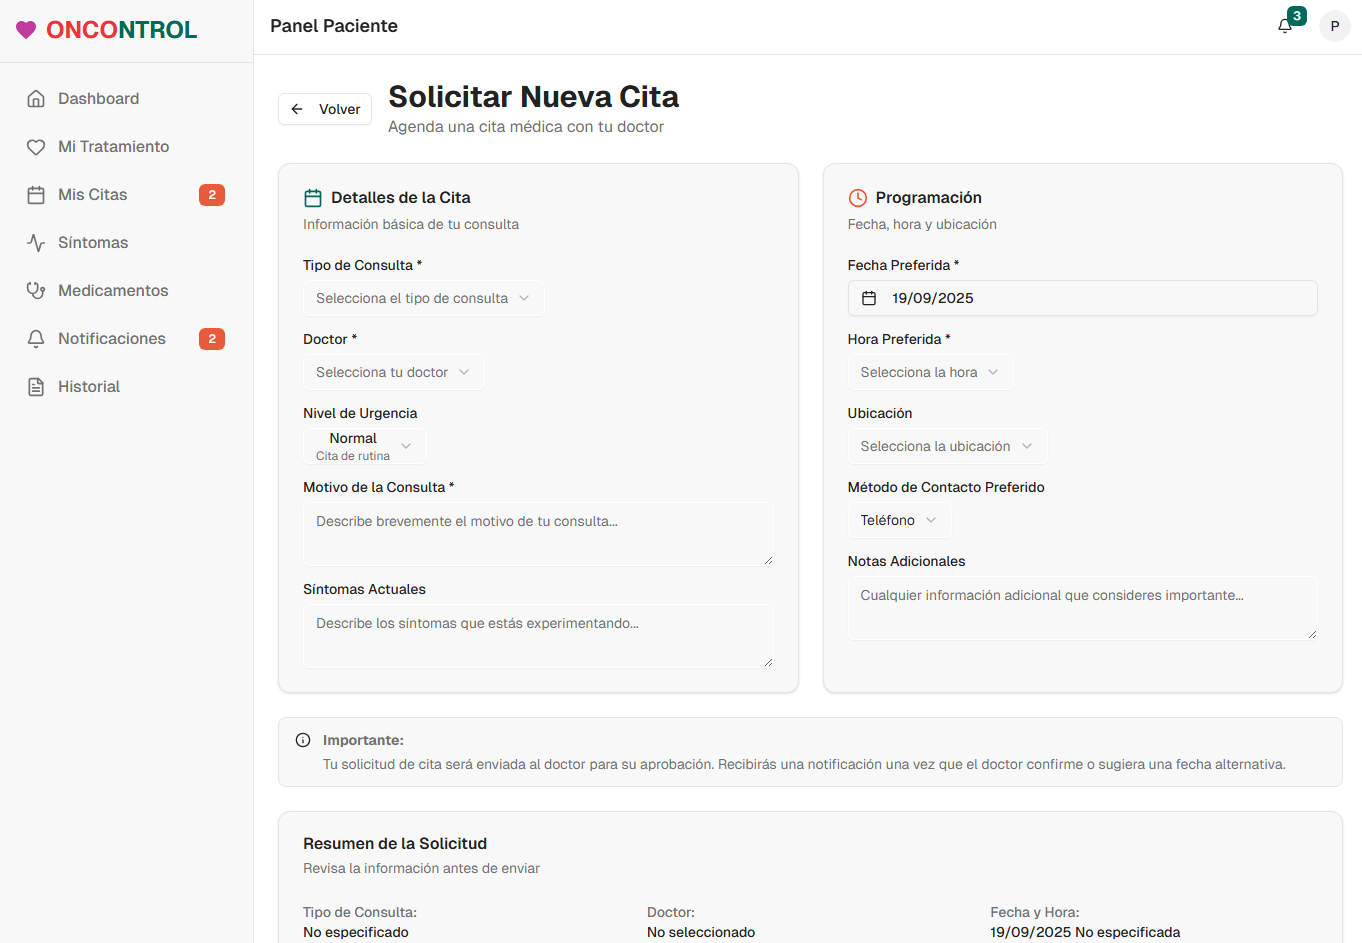 ONCONTROL
Panel Paciente
3
P
Dashboard
Mi Tratamiento
Mis Citas
2
Síntomas
Medicamentos
Notificaciones
2
Historial
Volver
Solicitar Nueva Cita
Agenda una cita médica con tu doctor
Detalles de la Cita
Información básica de tu consulta
Tipo de Consulta *
Selecciona el tipo de consulta
Doctor *
Selecciona tu doctor
Nivel de Urgencia
Normal
Cita de rutina
Motivo de la Consulta *
Describe brevemente el motivo de tu consulta...
Síntomas Actuales
Describe los síntomas que estás experimentando...
Programación
Fecha, hora y ubicación
Fecha Preferida *
19/09/2025
Hora Preferida *
Selecciona la hora
Ubicación
Selecciona la ubicación
Método de Contacto Preferido
Teléfono
Notas Adicionales
Cualquier información adicional que consideres importante...
Importante:
Tu solicitud de cita será enviada al doctor para su aprobación. Recibirás una notificación una vez que el doctor confirme o sugiera una fecha alternativa.
Resumen de la Solicitud
Revisa la información antes de enviar
Tipo de Consulta:
No especificado
Doctor:
No seleccionado
Fecha y Hora:
19/09/2025 No especificada